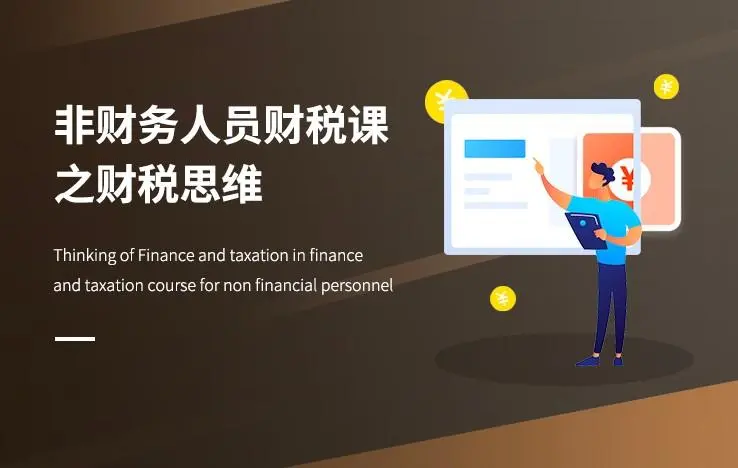 非财务人员财税课
之财税思维
Thinking of Finance and taxation in finance
and taxation course for non financial personnel
¥
¥
¥
¥